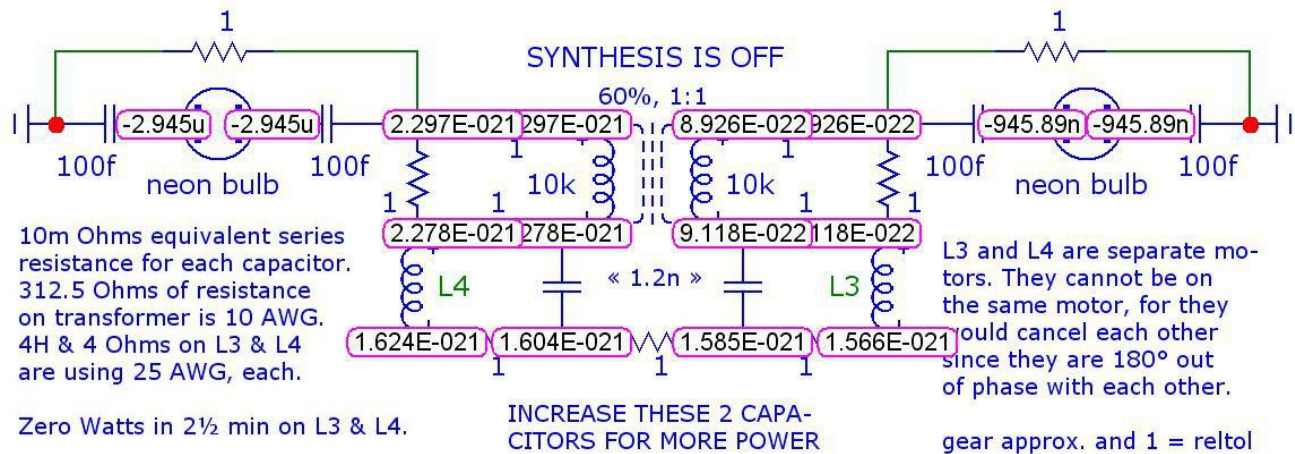 1
1
SYNTHESIS IS OFF
60%, 1:1
-2.945u
-2.945u
2.297E-021
297E-021
8.926E-022
926E-022
-945.89n
-945.89n
100f
100f
1
1
100f
100f
neon bulb
10k
10k
neon bulb
1
1
1
1
2.278E-021
278E-021
9.118E-022
118E-022
10m Ohms equivalent series
resistance for each capacitor.
312.5 Ohms of resistance
on transformer is 10 AWG.
4H & 4 Ohms on L3 & L4
are using 25 AWG, each.
L4
« 1.2n »
L3
L3 and L4 are separate mo-
tors. They cannot be on
the same motor, for they
would cancel each other
since they are 180° out
of phase with each other.
1.624E-021
1.604E-021
1.585E-021
1.566E-021
1
1
1
Zero Watts in 2½ min on L3 & L4.
INCREASE THESE 2 CAPA-
CITORS FOR MORE POWER
gear approx. and 1 = reltol